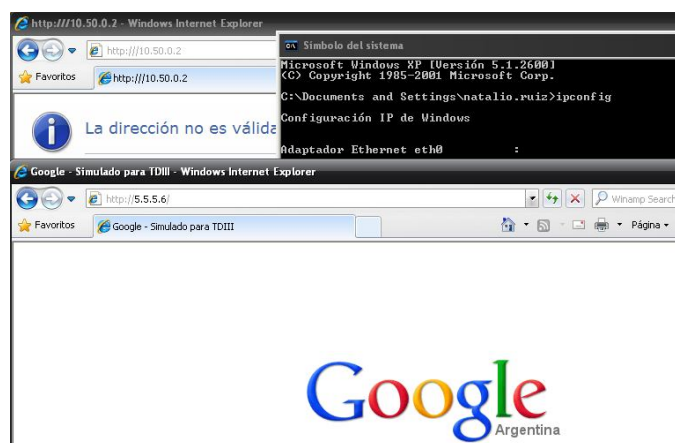 http:///10.50.0.2 - Windows Internet Explorer
http:///10.50.0.2
Favoritos
http:///10.50.0.2
La dirección no es válida
Símbolo del sistema
Microsoft Windows XP [Versión 5.1.2600]
(C) Copyright 1985-2001 Microsoft Corp.
C:\Documents and Settings\natalio.ruiz>ipconfig
Configuración IP de Windows
Adaptador Ethernet eth0 :
Google - Simulado para TDIII - Windows Internet Explorer
http://5.5.5.6/
Winamp Search
Favoritos
Google - Simulado para TDIII
Página
Google
Argentina